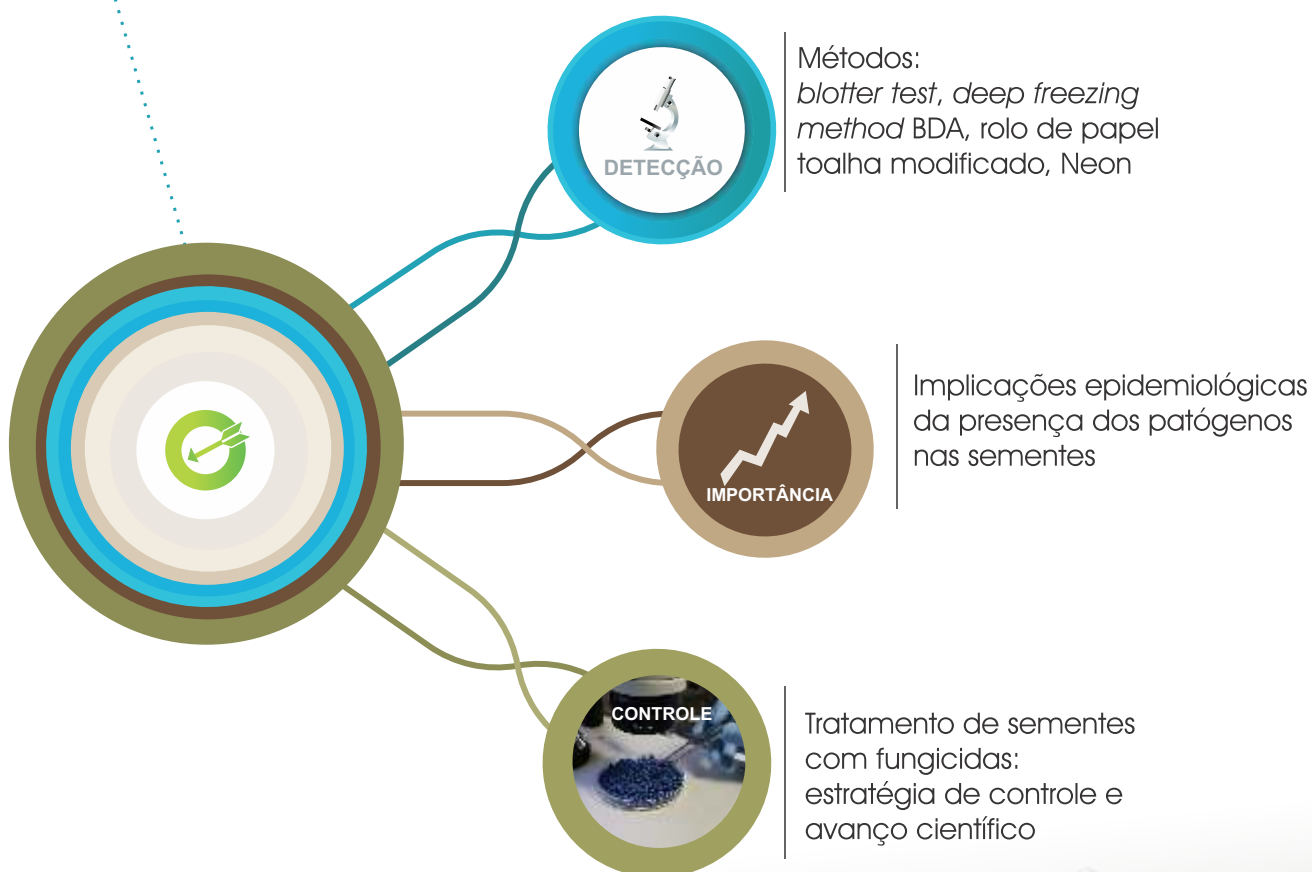 Métodos:
blotter test, deep freezing
method BDA, rolo de papel
toalha modificado, Neon
DETECÇÃO
Implicações epidemiológicas
da presença dos patógenos
nas sementes
IMPORTÂNCIA
CONTROLE
Tratamento de sementes
com fungicidas:
estratégia de controle e
avanço científico